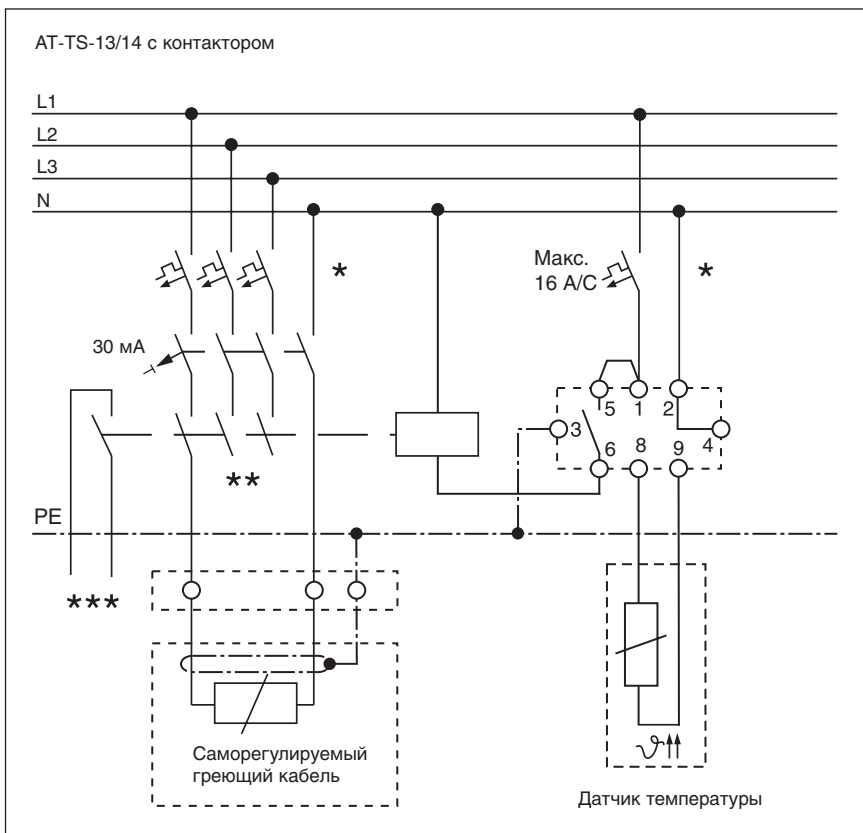 AT-TS-13/14 с контактором
L1
L2
L3
N
*
Макс.
16 А/С
*
30 мА
5 1 2
3
4
6 8 9
**
PE
***
Саморегулируемый
греющий кабель
ϑ
Датчик температуры